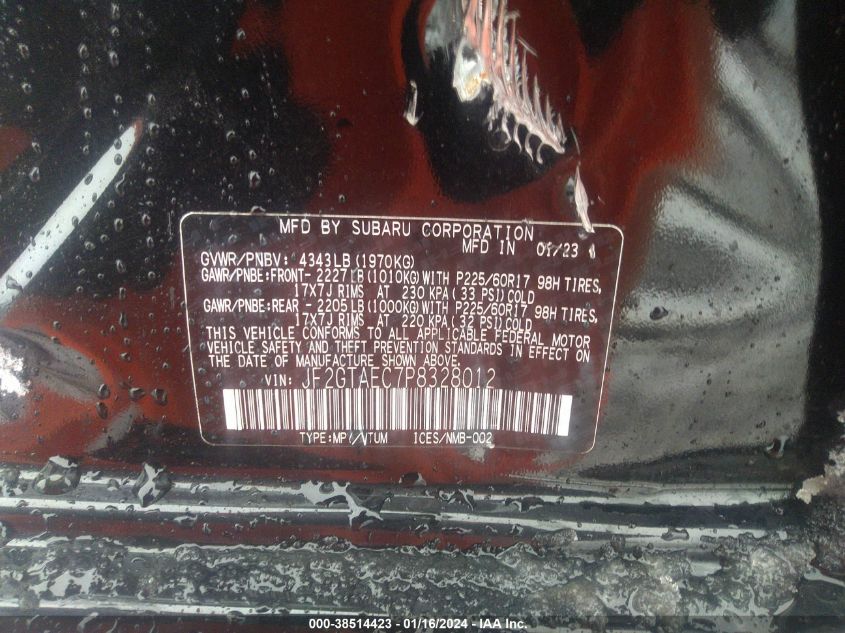 MFD BY SUBARU CORPORATION
MFD IN 01/23
GVWR/PNBV: 4343LB (1970KG)
GAWR/PNBE:FRONT- 2227LB(1010KG)WITH P225/60R17 98H TIRES,
17X7J RIMS AT 230 KPA(33 PSI)COLD
GAWR/PNBE:REAR - 2205LB(1000KG)WITH P225/60R17 98H TIRES,
17X7J RIMS AT 220 KPA(32 PSI)COLD
THIS VEHICLE CONFORMS TO ALL APPLICABLE FEDERAL MOTOR
VEHICLE SAFETY AND THEFT PREVENTION STANDARDS IN EFFECT ON
THE DATE OF MANUFACTURE SHOWN ABOVE.
VIN: JF2GTAEC7P8328012
TYPE:MP ICES/NMB-002
000-38514423 - 01/16/2024 - IAA Inc.